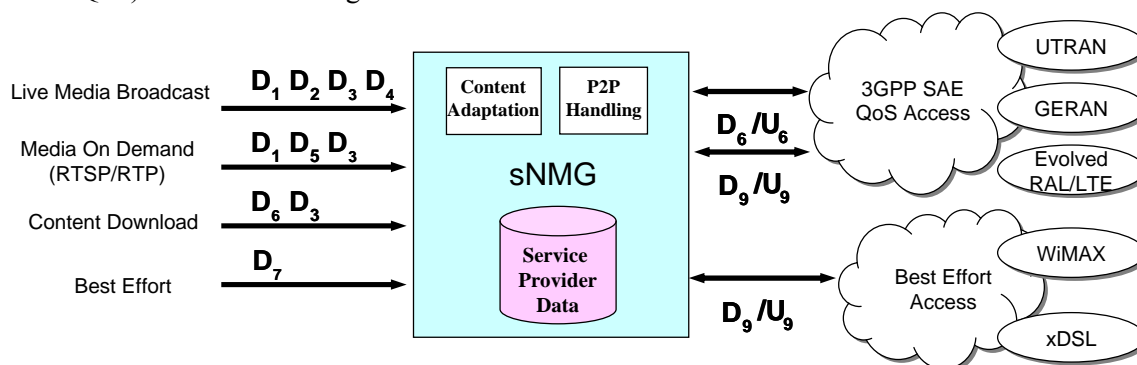 Live Media Broadcast
D1 D2 D3 D4
Media On Demand
(RTSP/RTP)
D1 D5 D3
Content Download
D6 D3
Best Effort
D7
Content
Adaptation
P2P
Handling
sNMG
Service
Provider
Data
D6 /U6
D9 /U9
D9 /U9
3GPP SAE
QoS Access
UTRAN
GERAN
Evolved
RAL/LTE
Best Effort
Access
WiMAX
xDSL